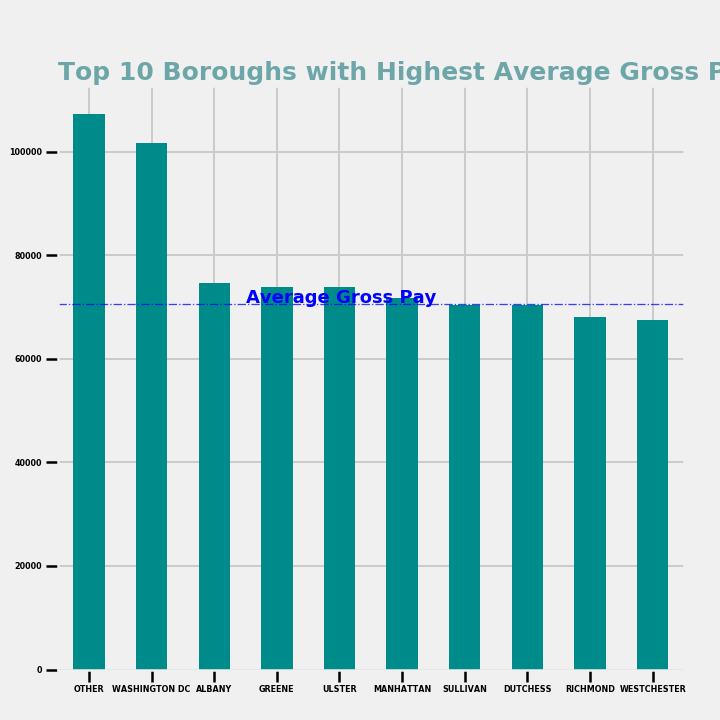 Top 10 Boroughs with Highest Average Gross P
100000
80000
Average Gross Pay
60000
40000
20000
0
OTHER WASHINGTON DC ALBANY GREENE ULSTER MANHATTAN SULLIVAN DUTCHESS RICHMOND WESTCHESTER